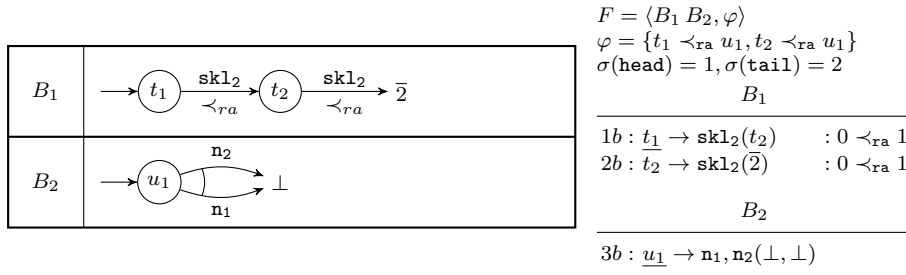 B₁ t₁ skl₂ ≺ra t₂ skl₂ ≺ra 2̅
B₂ u₁ n₂ n₁ ⊥
F = ⟨B₁ B₂, φ⟩
φ = {t₁ ≺ra u₁, t₂ ≺ra u₁}
σ(head) = 1, σ(tail) = 2
B₁
1b : t₁ → skl₂(t₂) : 0 ≺ra 1
2b : t₂ → skl₂(2̅) : 0 ≺ra 1
B₂
3b : u₁ → n₁, n₂(⊥, ⊥)